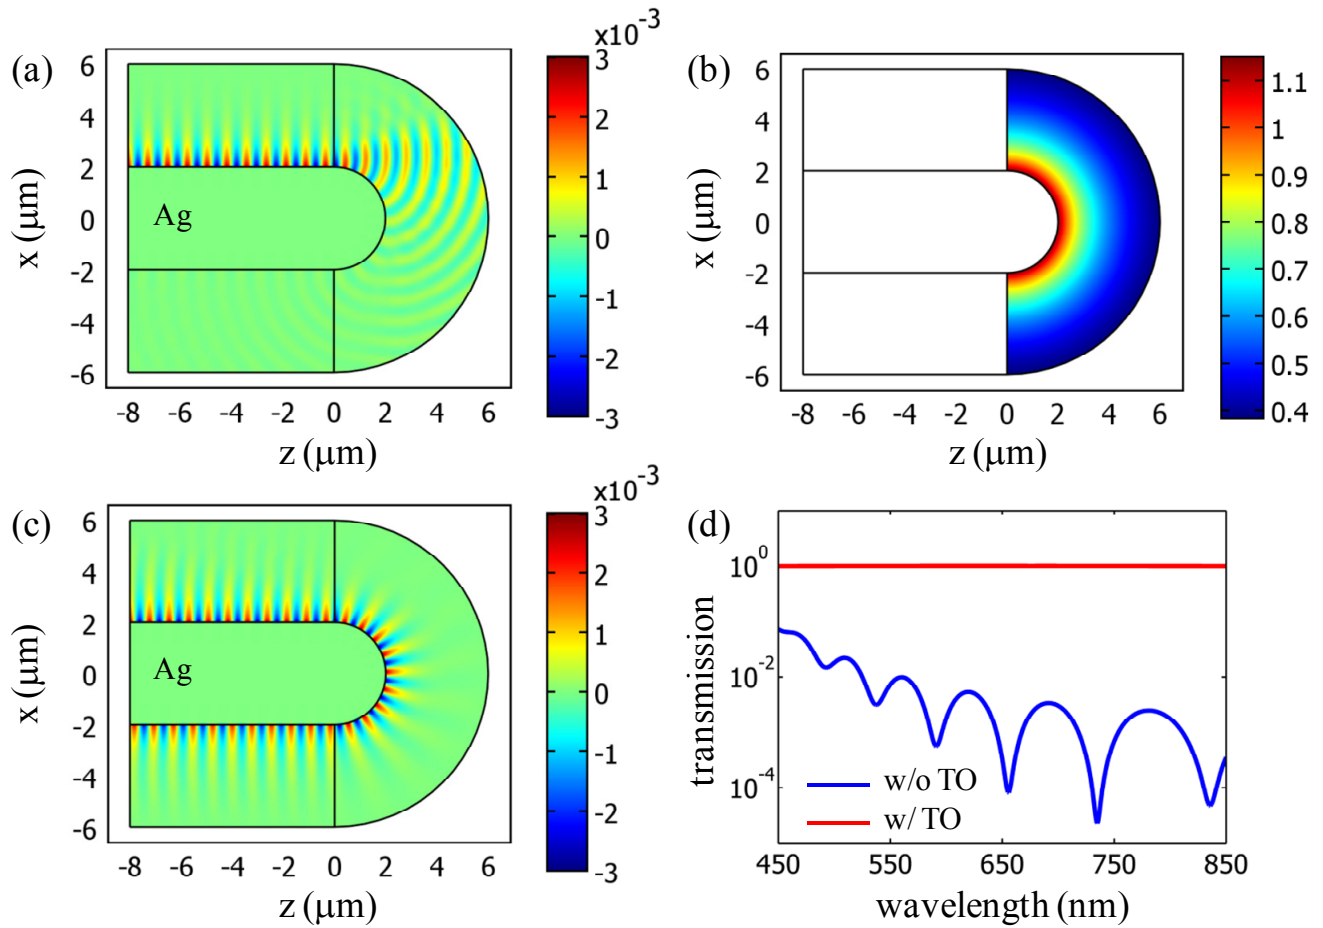 (a)
x10⁻³
6
4
2
0
-2
-4
-6
x (μm)
Ag
-8 -6 -4 -2 0 2 4 6
z (μm)
3
2
1
0
-1
-2
-3
(b)
6
4
2
0
-2
-4
-6
x (μm)
-8 -6 -4 -2 0 2 4 6
z (μm)
1.1
1
0.9
0.8
0.7
0.6
0.5
0.4
(c)
x10⁻³
6
4
2
0
-2
-4
-6
x (μm)
Ag
-8 -6 -4 -2 0 2 4 6
z (μm)
3
2
1
0
-1
-2
-3
(d)
10⁰
10⁻²
10⁻⁴
transmission
w/o TO
w/ TO
450 550 650 750 850
wavelength (nm)